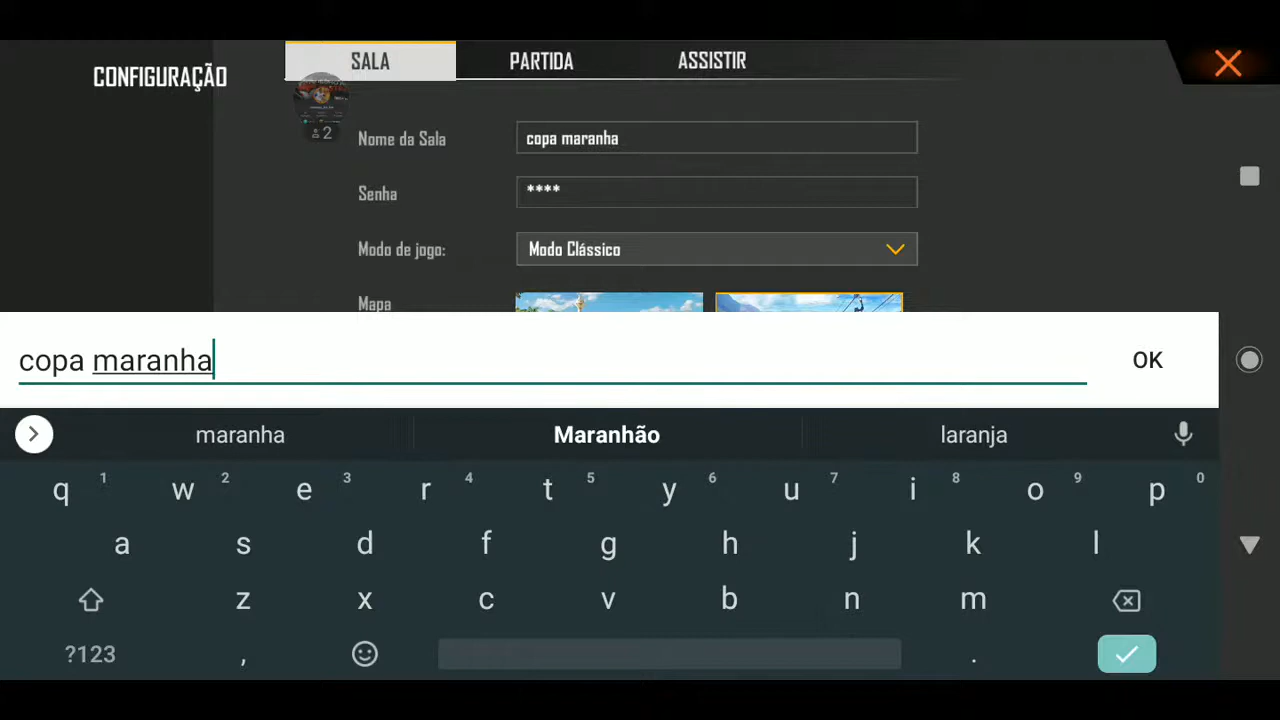 CONFIGURAÇÃO
SALA
PARTIDA
ASSISTIR
2
Nome da Sala
copa maranha
Senha
****
Modo de jogo:
Modo Clássico
Mapa
copa maranha
OK
maranha
Maranhão
laranja
q 1 w 2 e 3 r 4 t 5 y 6 u 7 i 8 o 9 p 0
a s d f g h j k l
z x c v b n m
?123 , .